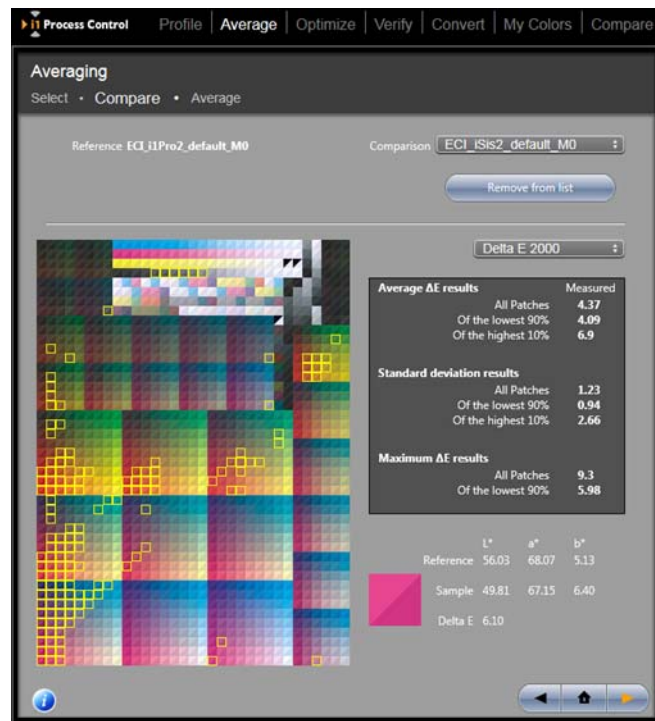 i1 Process Control Profile Average Optimize Verify Convert My Colors Compare
Averaging
Select • Compare • Average
Reference ECI_i1Pro2_default_M0 Comparison ECI_iSis2_default_M0
Remove from list
Delta E 2000
Average ΔE results Measured
All Patches 4.37
Of the lowest 90% 4.09
Of the highest 10% 6.9
Standard deviation results
All Patches 1.23
Of the lowest 90% 0.94
Of the highest 10% 2.66
Maximum ΔE results
All Patches 9.3
Of the lowest 90% 5.98
L* a* b*
Reference 56.03 68.07 5.13
Sample 49.81 67.15 6.40
Delta E 6.10
i